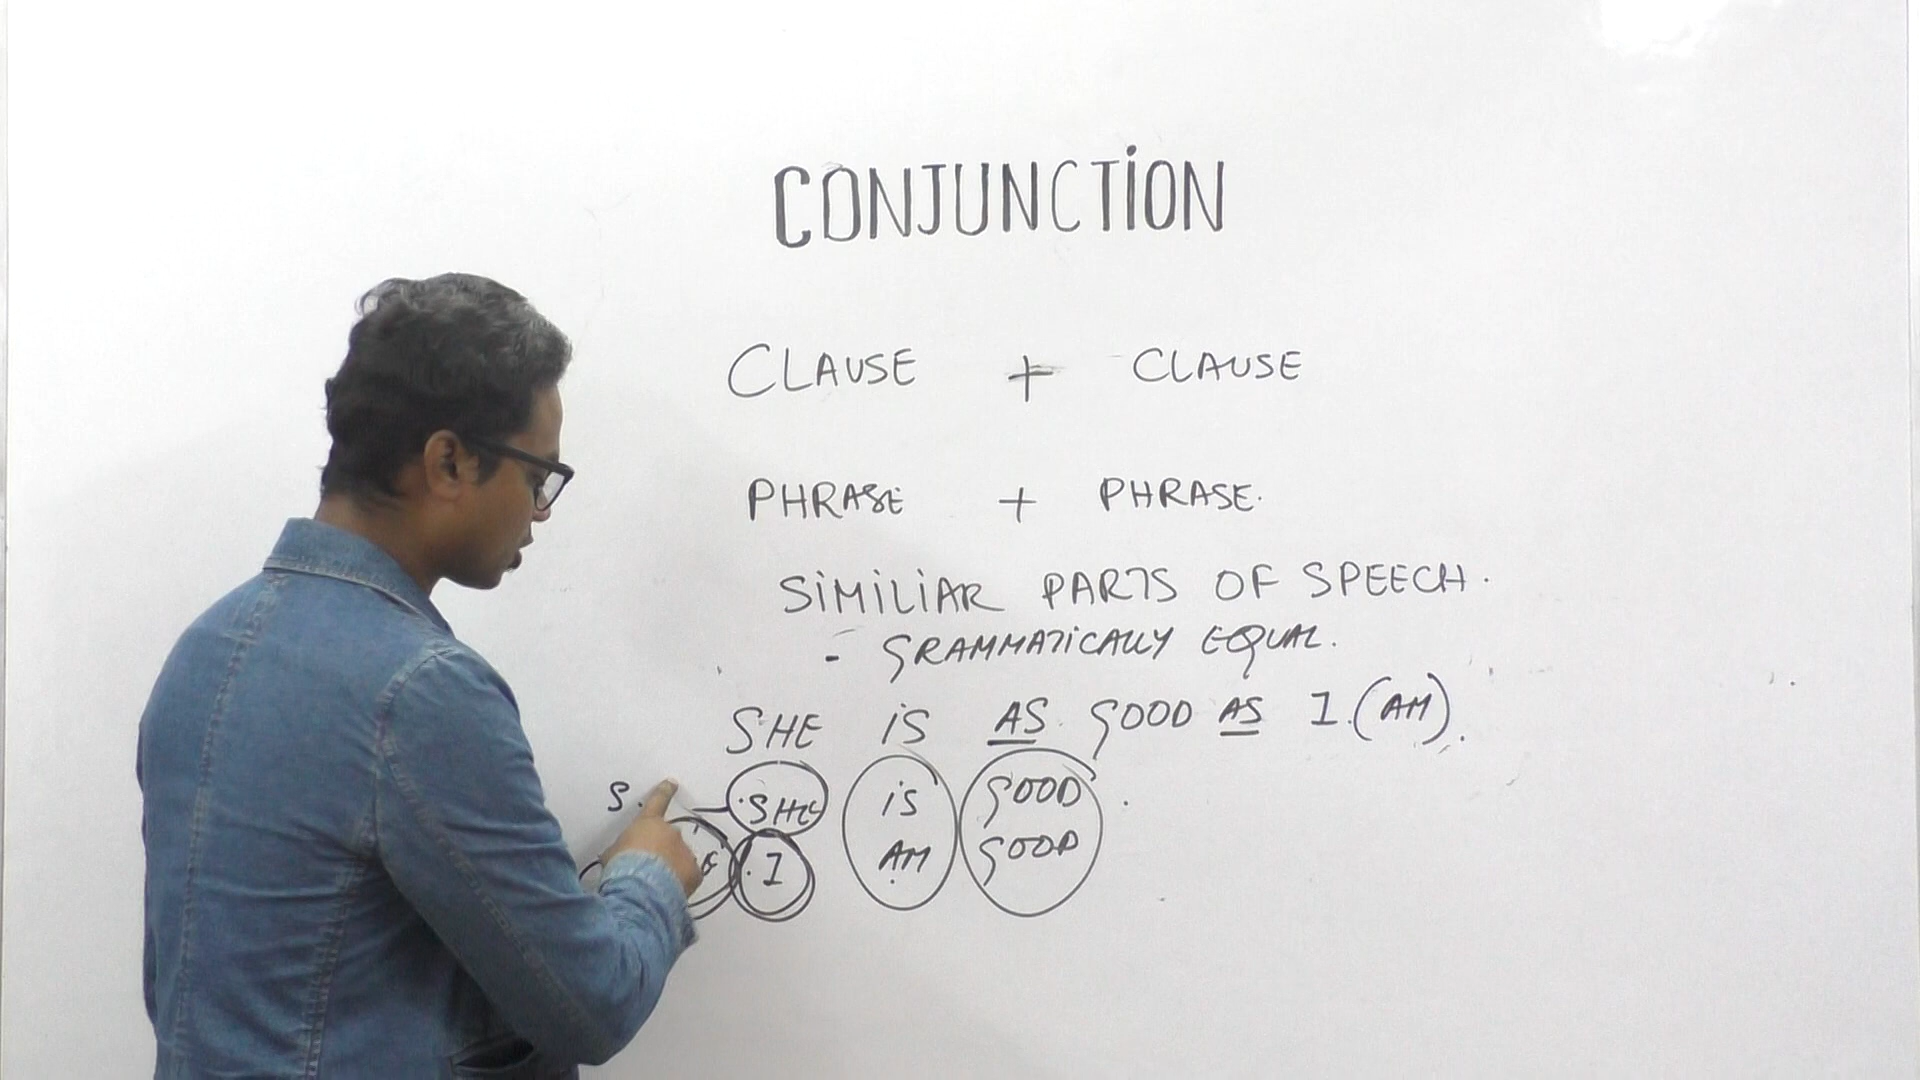 CONJUNCTION
CLAUSE + CLAUSE
PHRASE + PHRASE.
SIMILIAR PARTS OF SPEECH.
- GRAMMATICALLY EQUAL.
SHE IS AS GOOD AS I (AM).
S. SHE IS GOOD.
I AM GOOD